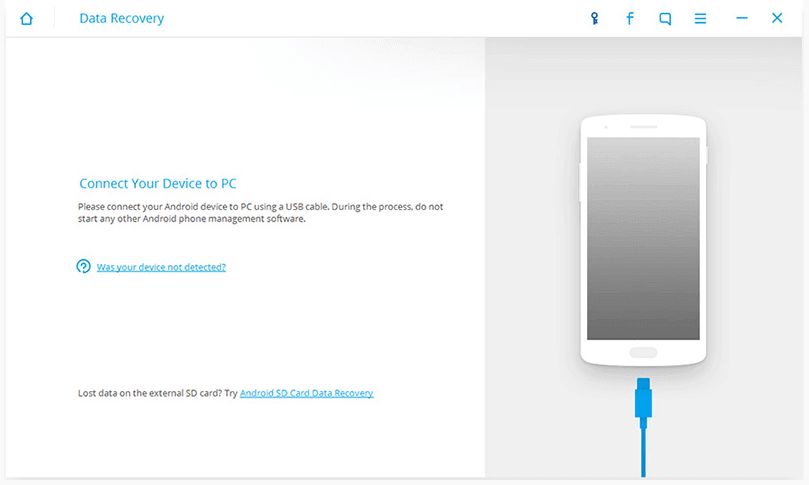 Data Recovery
Connect Your Device to PC
Please connect your Android device to PC using a USB cable. During the process, do not
start any other Android phone management software.
Was your device not detected?
Lost data on the external SD card? Try Android SD Card Data Recovery